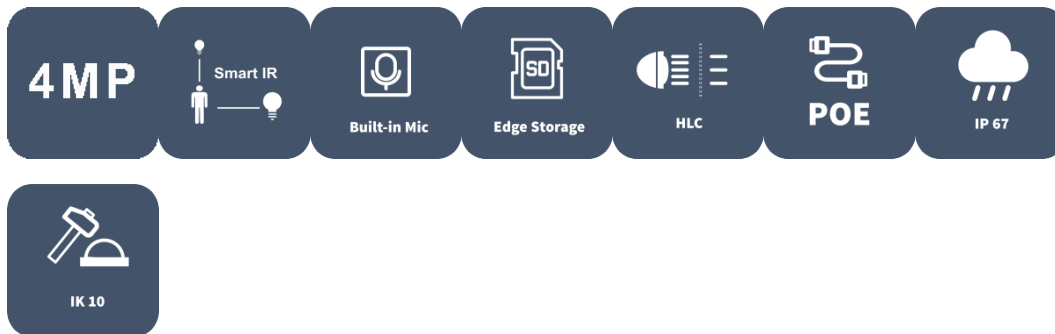 4MP
Smart IR
Built-in Mic
SD
Edge Storage
HLC
POE
IP 67
IK 10